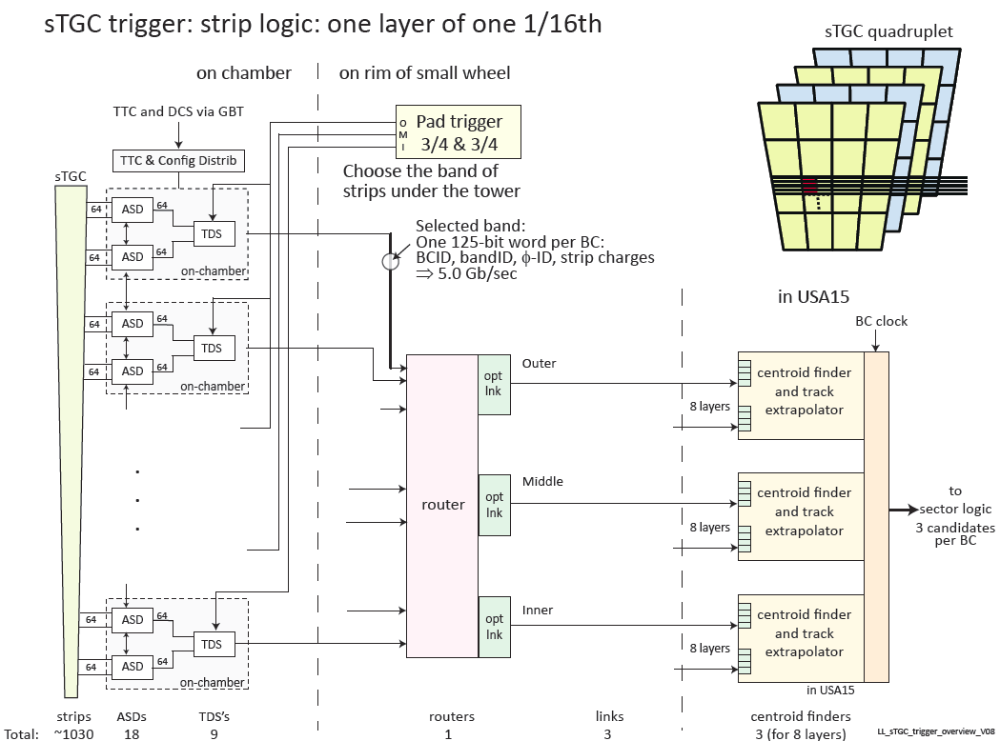 sTGC trigger: strip logic: one layer of one 1/16th
sTGC quadruplet
on chamber
on rim of small wheel
TTC and DCS via GBT
TTC & Config Distrib
O
M
I
Pad trigger
3/4 & 3/4
Choose the band of
strips under the tower
sTGC
64
ASD
64
TDS
64
ASD
64
on-chamber
Selected band:
One 125-bit word per BC:
BCID, bandID, ϕ-ID, strip charges
⇒ 5.0 Gb/sec
in USA15
BC clock
64
ASD
64
TDS
64
ASD
64
on-chamber
opt
lnk
Outer
8 layers
centroid finder
and track
extrapolator
router
opt
lnk
Middle
8 layers
centroid finder
and track
extrapolator
to
sector logic
3 candidates
per BC
64
ASD
64
TDS
64
ASD
64
on-chamber
opt
lnk
Inner
8 layers
centroid finder
and track
extrapolator
in USA15
strips ASDs TDS's routers links centroid finders
Total: ~1030 18 9 1 3 3 (for 8 layers)
LL_sTGC_trigger_overview_V08